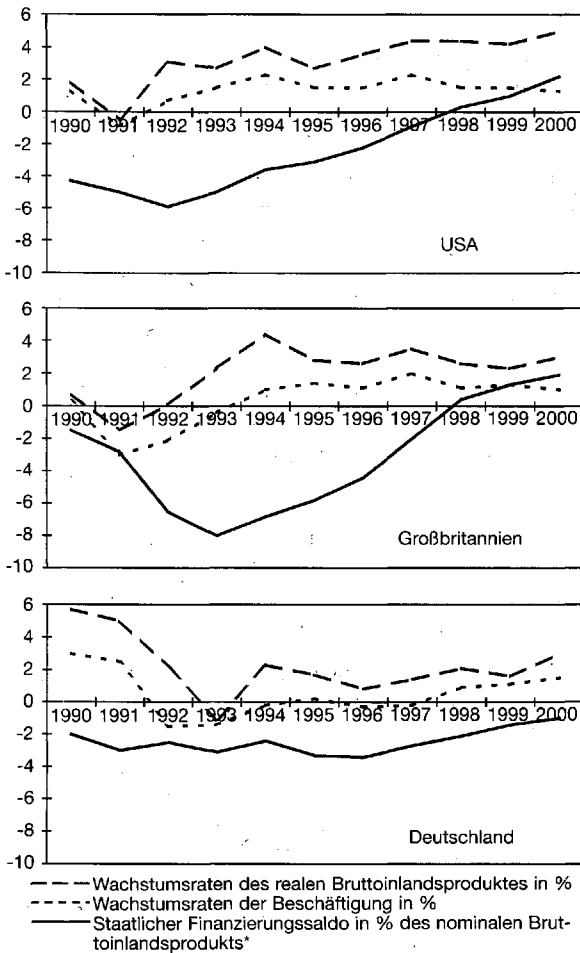 6
4
2
0
-2
-4
-6
-8
-10
1990 1991 1992 1993 1994 1995 1996 1997 1998 1999 2000
USA
6
4
2
0
-2
-4
-6
-8
-10
1990 1991 1992 1993 1994 1995 1996 1997 1998 1999 2000
Großbritannien
6
4
2
0
-2
-4
-6
-8
-10
1990 1991 1992 1993 1994 1995 1996 1997 1998 1999 2000
Deutschland
Wachstumsraten des realen Bruttoinlandsproduktes in %
Wachstumsraten der Beschäftigung in %
Staatlicher Finanzierungssaldo in % des nominalen Brut-
toinlandsprodukts*